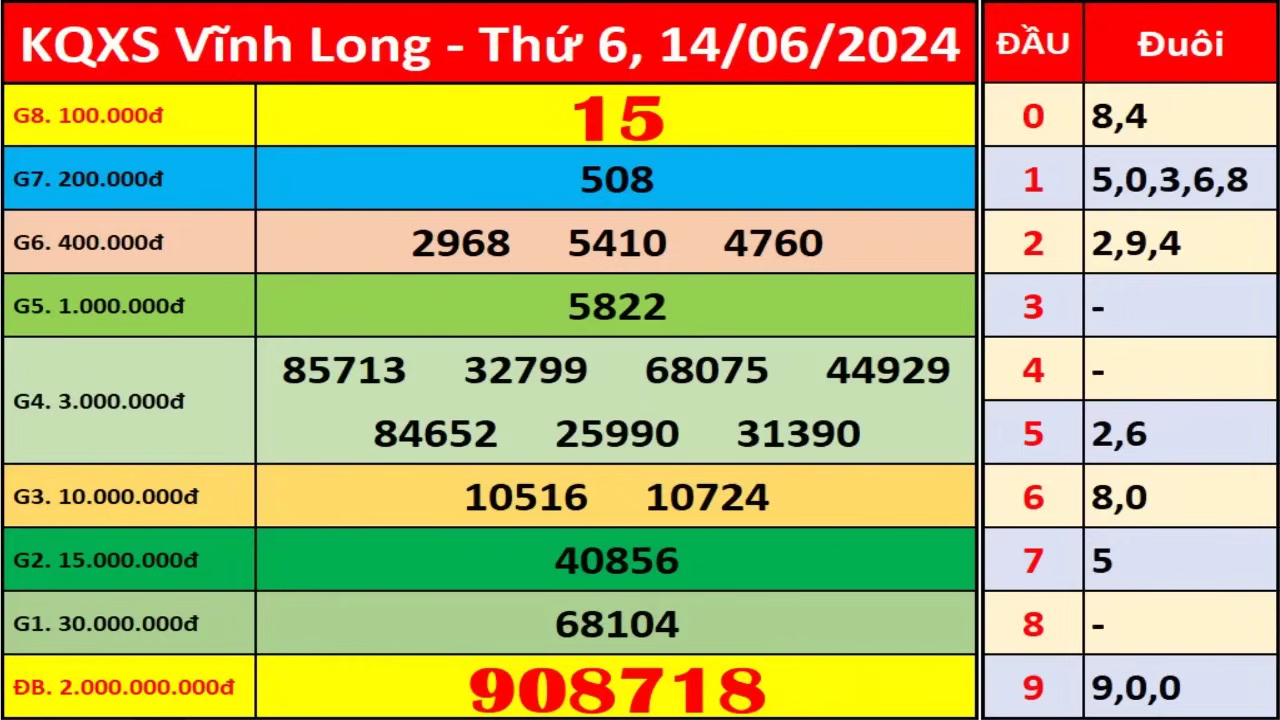 KQXS Vĩnh Long - Thứ 6, 14/06/2024
G8. 100.000đ 15
G7. 200.000đ 508
G6. 400.000đ 2968 5410 4760
G5. 1.000.000đ 5822
G4. 3.000.000đ 85713 32799 68075 44929
84652 25990 31390
G3. 10.000.000đ 10516 10724
G2. 15.000.000đ 40856
G1. 30.000.000đ 68104
ĐB. 2.000.000.000đ 908718
ĐẦU Đuôi
0 8,4
1 5,0,3,6,8
2 2,9,4
3 -
4 -
5 2,6
6 8,0
7 5
8 -
9 9,0,0